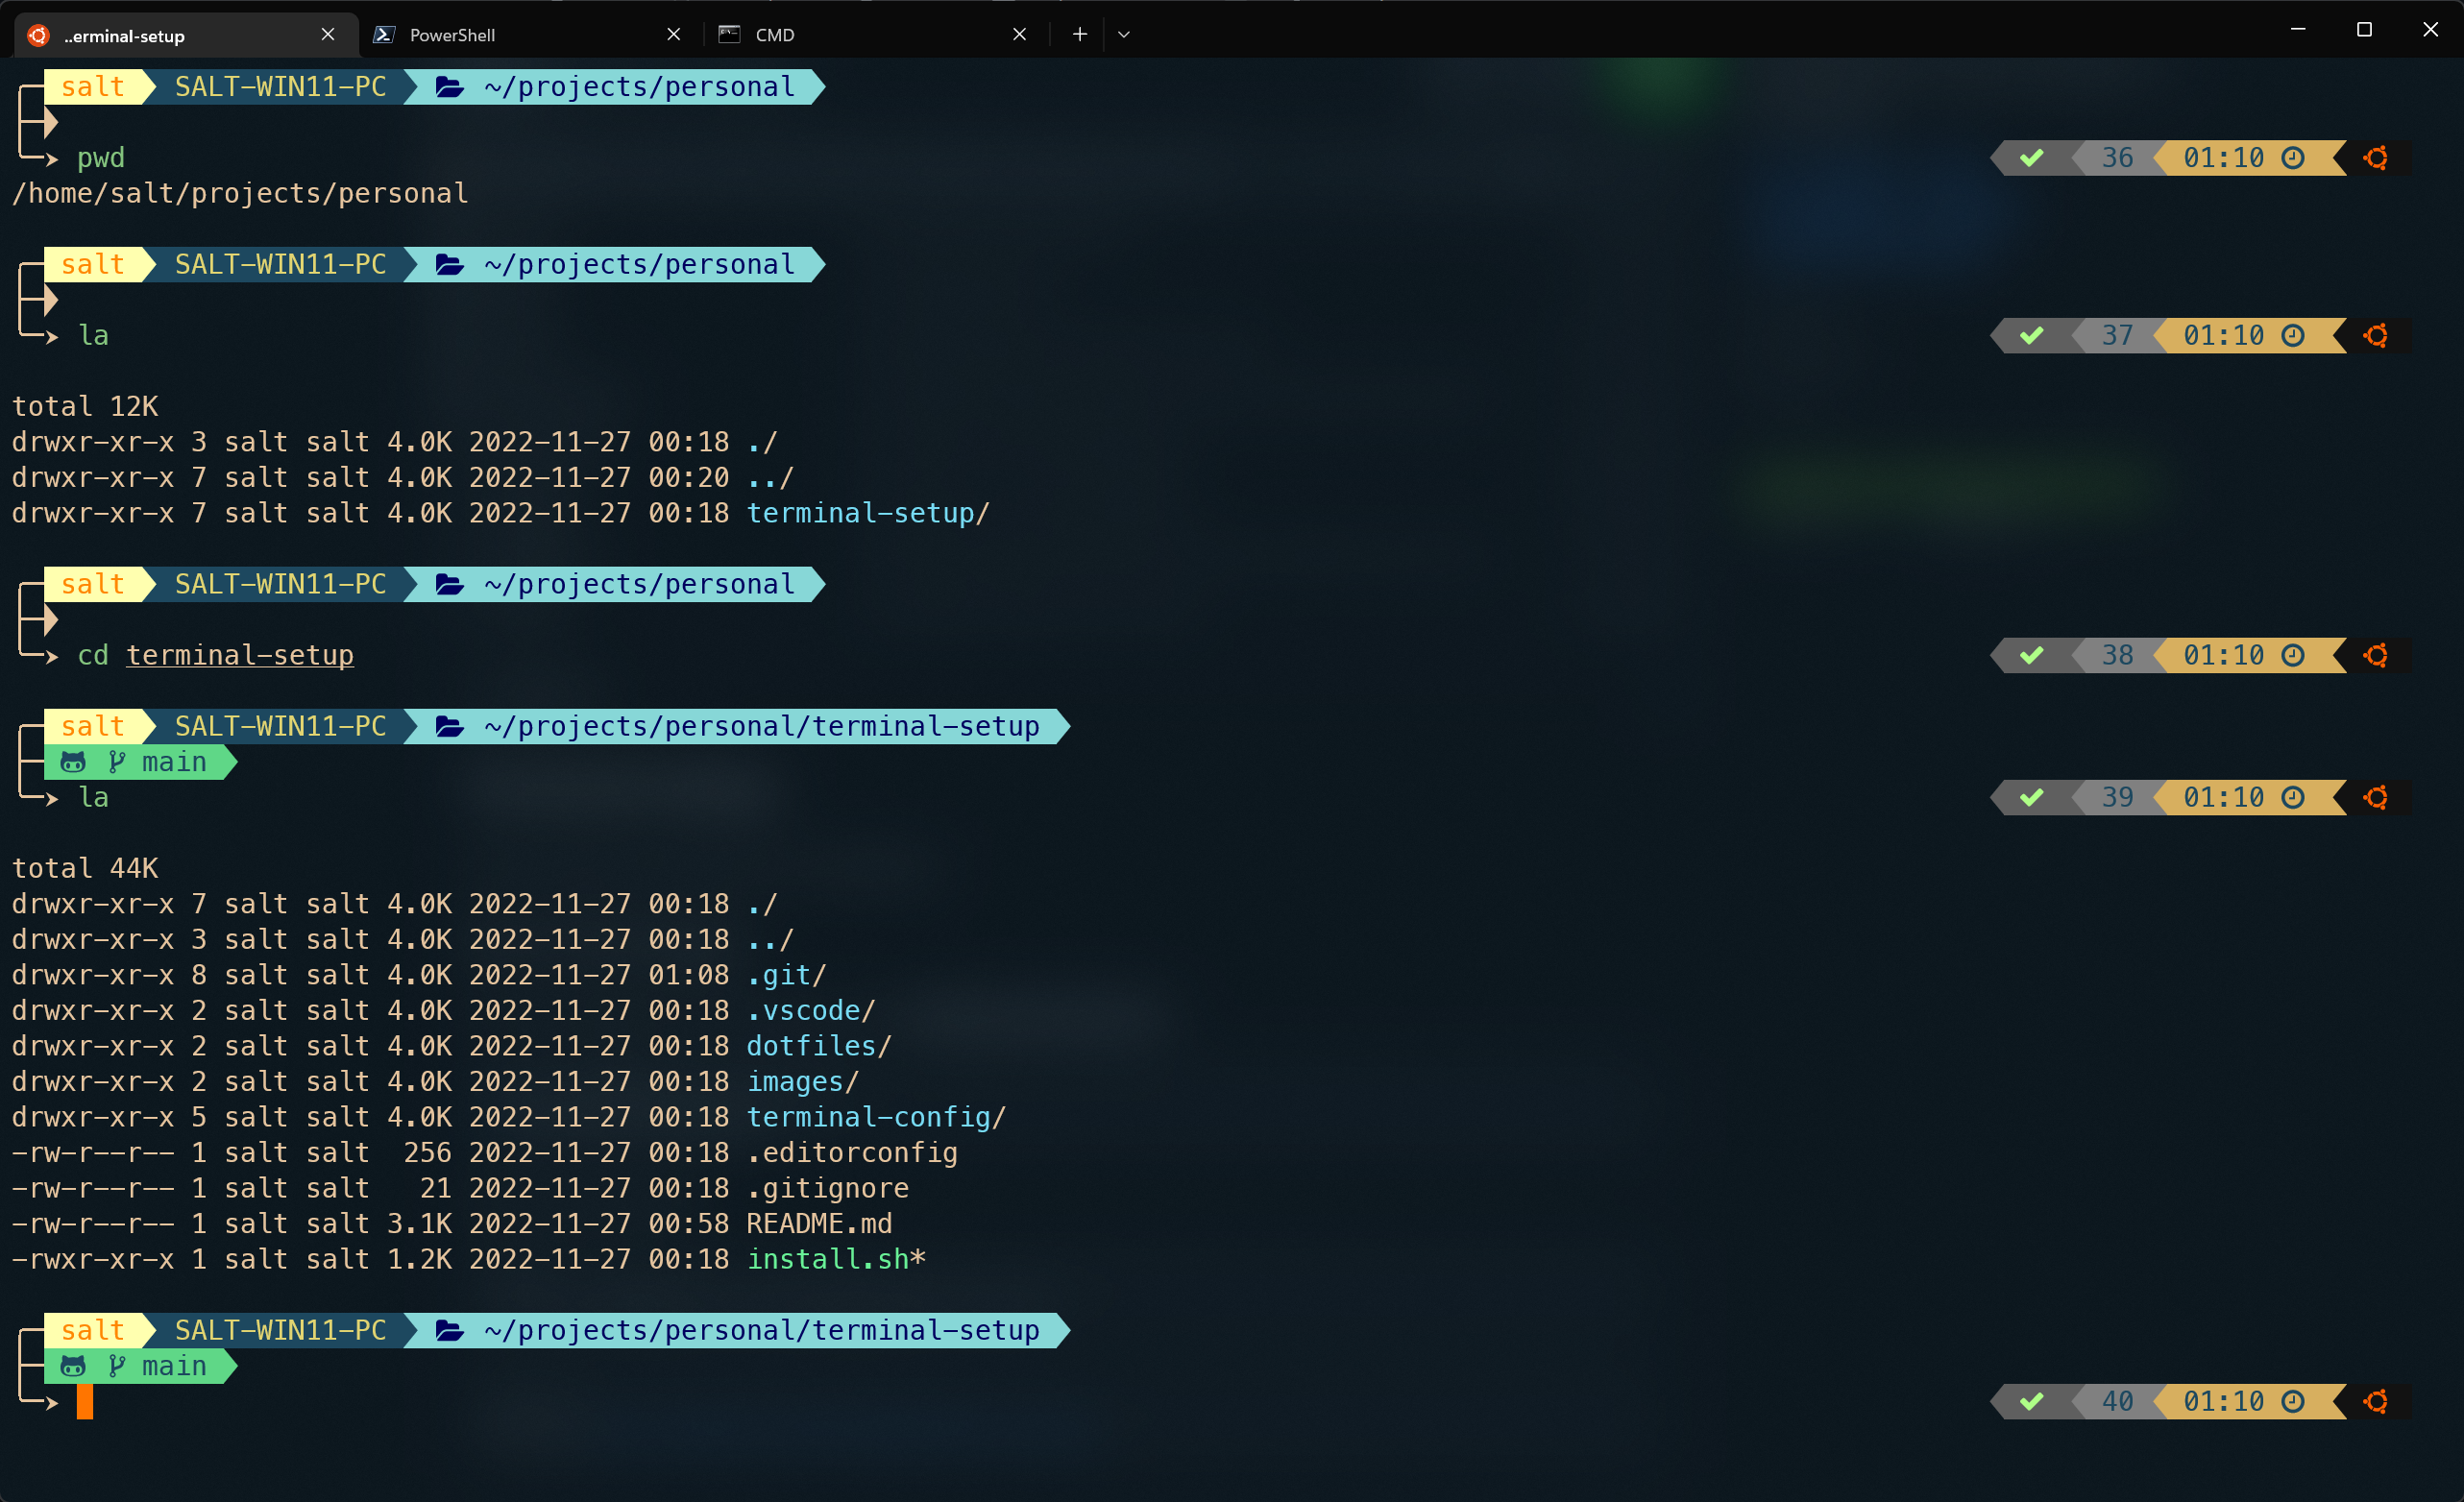 ..erminal-setup PowerShell CMD
salt SALT-WIN11-PC ~/projects/personal
pwd 36 01:10
/home/salt/projects/personal
salt SALT-WIN11-PC ~/projects/personal
la 37 01:10
total 12K
drwxr-xr-x 3 salt salt 4.0K 2022-11-27 00:18 ./
drwxr-xr-x 7 salt salt 4.0K 2022-11-27 00:20 ../
drwxr-xr-x 7 salt salt 4.0K 2022-11-27 00:18 terminal-setup/
salt SALT-WIN11-PC ~/projects/personal
cd terminal-setup 38 01:10
salt SALT-WIN11-PC ~/projects/personal/terminal-setup
main
la 39 01:10
total 44K
drwxr-xr-x 7 salt salt 4.0K 2022-11-27 00:18 ./
drwxr-xr-x 3 salt salt 4.0K 2022-11-27 00:18 ../
drwxr-xr-x 8 salt salt 4.0K 2022-11-27 01:08 .git/
drwxr-xr-x 2 salt salt 4.0K 2022-11-27 00:18 .vscode/
drwxr-xr-x 2 salt salt 4.0K 2022-11-27 00:18 dotfiles/
drwxr-xr-x 2 salt salt 4.0K 2022-11-27 00:18 images/
drwxr-xr-x 5 salt salt 4.0K 2022-11-27 00:18 terminal-config/
-rw-r--r-- 1 salt salt  256 2022-11-27 00:18 .editorconfig
-rw-r--r-- 1 salt salt   21 2022-11-27 00:18 .gitignore
-rw-r--r-- 1 salt salt 3.1K 2022-11-27 00:58 README.md
-rwxr-xr-x 1 salt salt 1.2K 2022-11-27 00:18 install.sh*
salt SALT-WIN11-PC ~/projects/personal/terminal-setup
main
40 01:10